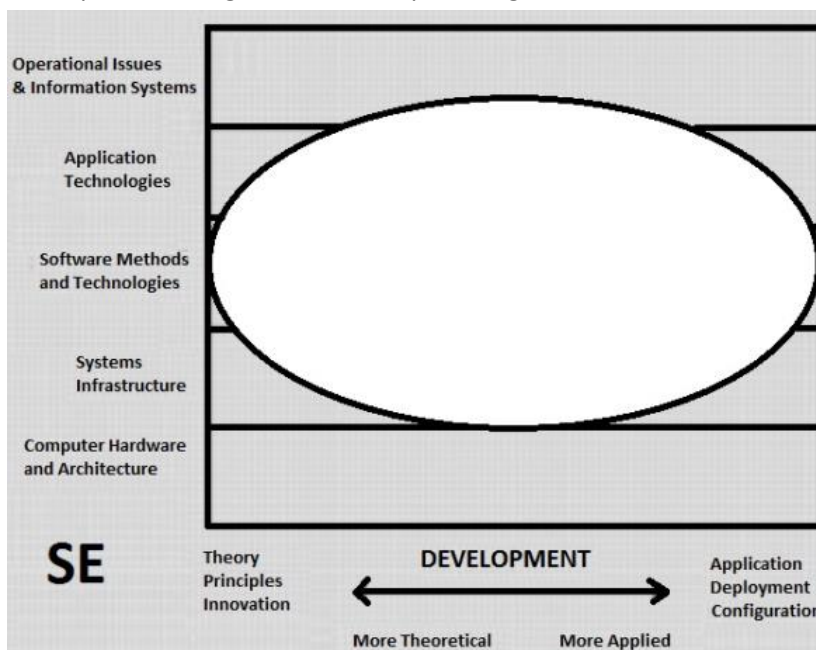 Operational Issues
& Information Systems
Application
Technologies
Software Methods
and Technologies
Systems
Infrastructure
Computer Hardware
and Architecture
SE
Theory
Principles
Innovation
DEVELOPMENT
Application
Deployment
Configuration
More Theoretical
More Applied